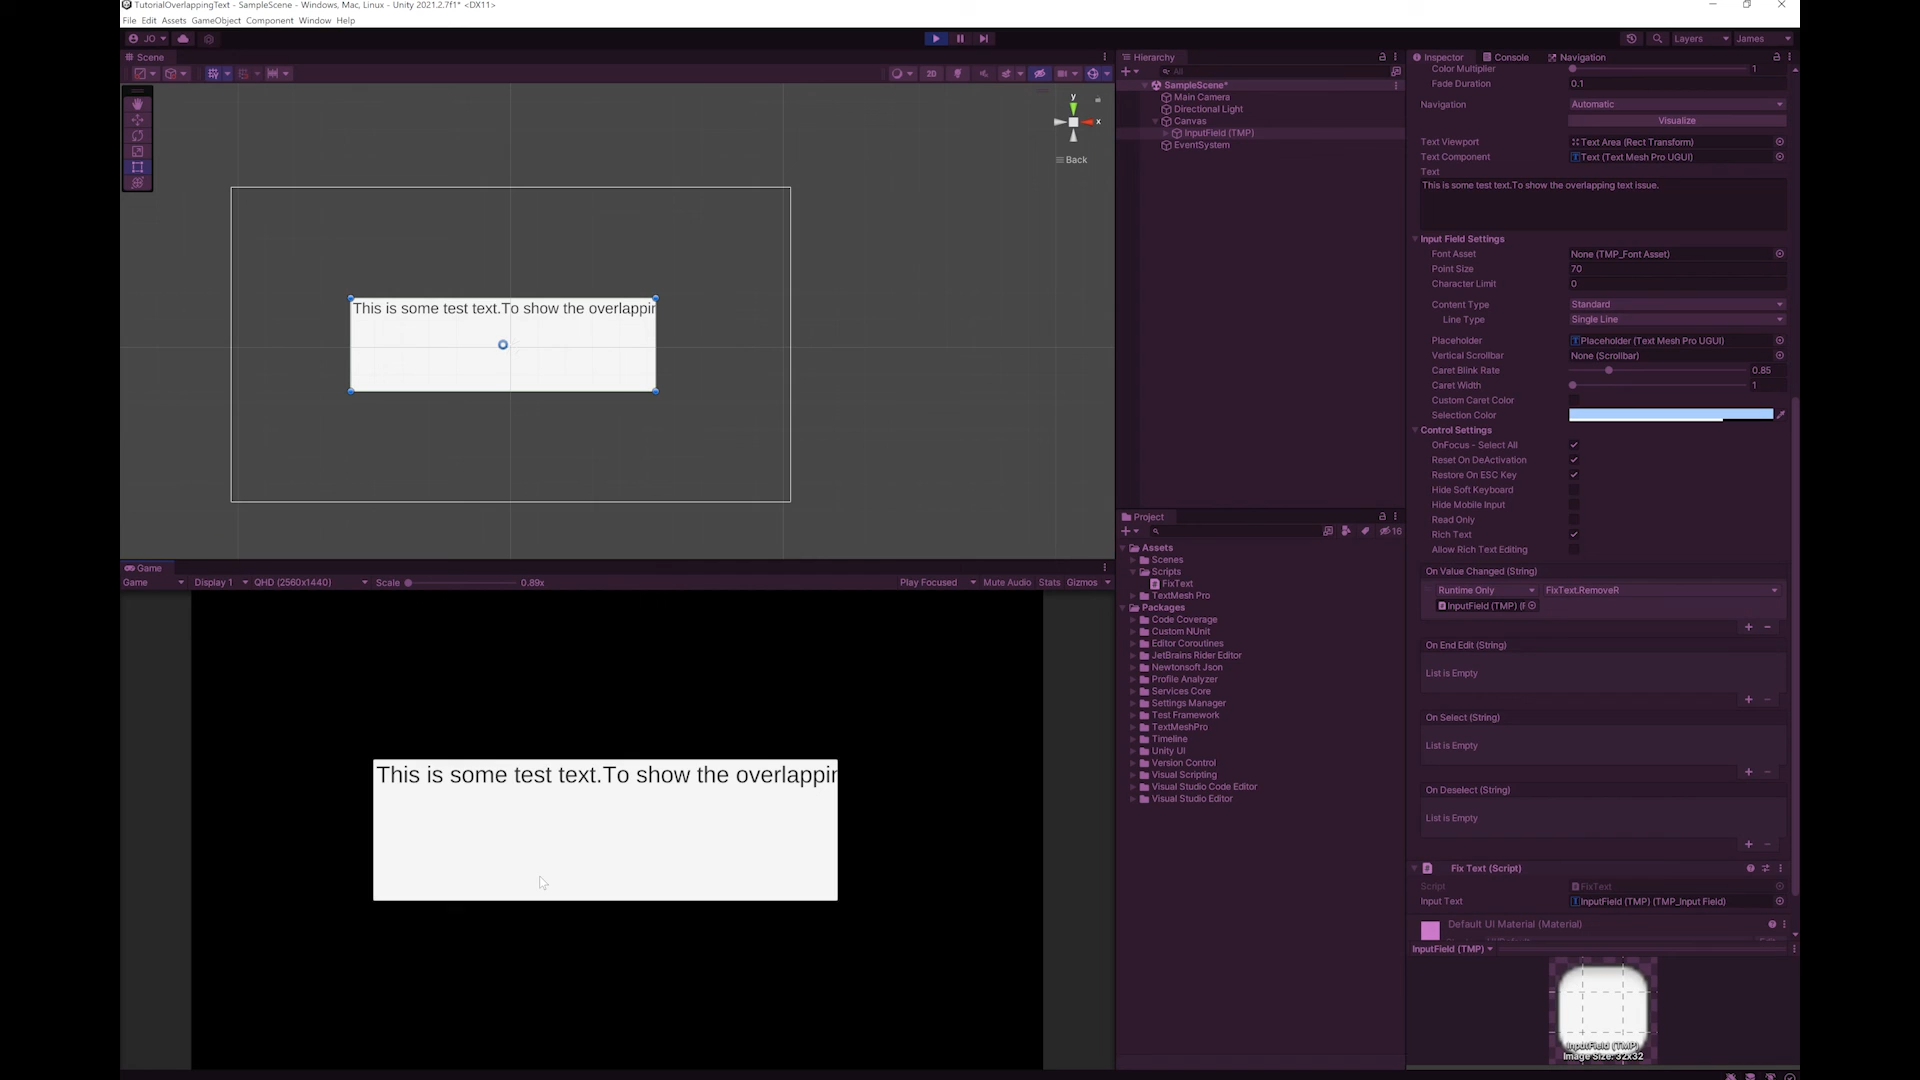 TutorialOverlappingText - SampleScene - Windows, Mac, Linux - Unity 2021.2.7f1* <DX11>
File Edit Assets GameObject Component Window Help
JO
Layers
James
Scene
2D
y
x
Back
This is some test text.To show the overlappin
Game
Game
Display 1
QHD (2560x1440)
Scale
0.89x
Play Focused
Mute Audio
Stats
Gizmos
This is some test text.To show the overlappin
Hierarchy
All
SampleScene*
Main Camera
Directional Light
Canvas
InputField (TMP)
EventSystem
Project
16
Assets
Scenes
Scripts
FixText
TextMesh Pro
Packages
Code Coverage
Custom NUnit
Editor Coroutines
JetBrains Rider Editor
Newtonsoft Json
Profile Analyzer
Services Core
Settings Manager
Test Framework
TextMeshPro
Timeline
Unity UI
Version Control
Visual Scripting
Visual Studio Code Editor
Visual Studio Editor
Inspector
Console
Navigation
Color Multiplier 1
Fade Duration 0.1
Navigation Automatic
Visualize
Text Viewport Text Area (Rect Transform)
Text Component Text (Text Mesh Pro UGUI)
Text
This is some test text.To show the overlapping text issue.
Input Field Settings
Font Asset None (TMP_Font Asset)
Point Size 70
Character Limit 0
Content Type Standard
Line Type Single Line
Placeholder Placeholder (Text Mesh Pro UGUI)
Vertical Scrollbar None (Scrollbar)
Caret Blink Rate 0.85
Caret Width 1
Custom Caret Color
Selection Color
Control Settings
OnFocus - Select All
Reset On DeActivation
Restore On ESC Key
Hide Soft Keyboard
Hide Mobile Input
Read Only
Rich Text
Allow Rich Text Editing
On Value Changed (String)
Runtime Only FixText.RemoveR
InputField (TMP) (F
On End Edit (String)
List is Empty
On Select (String)
List is Empty
On Deselect (String)
List is Empty
Fix Text (Script)
Script FixText
Input Text InputField (TMP) (TMP_Input Field)
Default UI Material (Material)
InputField (TMP)
InputField (TMP)
Image Size: 32x32